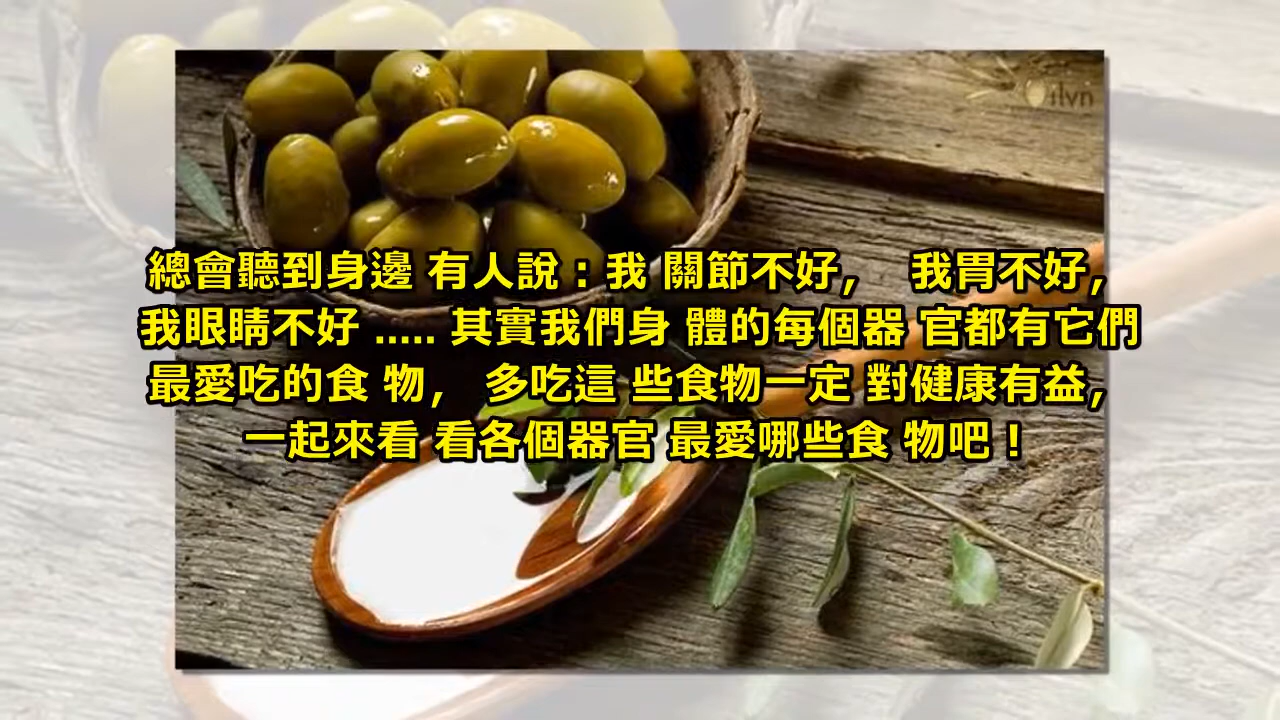 總會聽到身邊 有人說：我 關節不好， 我胃不好，
我眼睛不好 ..... 其實我們身 體的每個器 官都有它們
最愛吃的食 物， 多吃這 些食物一定 對健康有益，
一起來看 看各個器官 最愛哪些食 物吧！